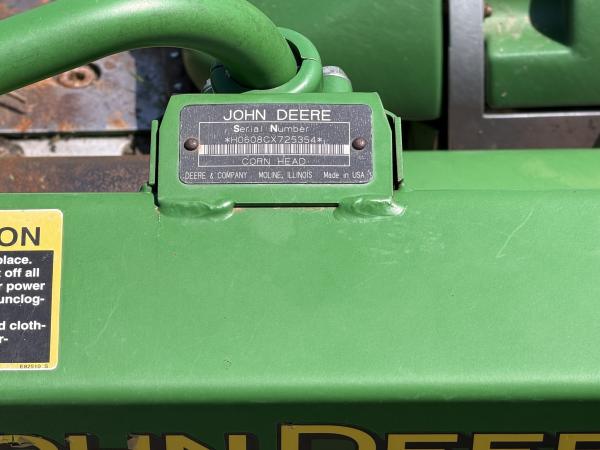 JOHN DEERE
Serial Number
*H0608CX725354*
CORN HEAD
DEERE & COMPANY MOLINE, ILLINOIS Made in USA
ON
place.
off all
power
unclog-
d cloth-
r-
JOHN DEERE